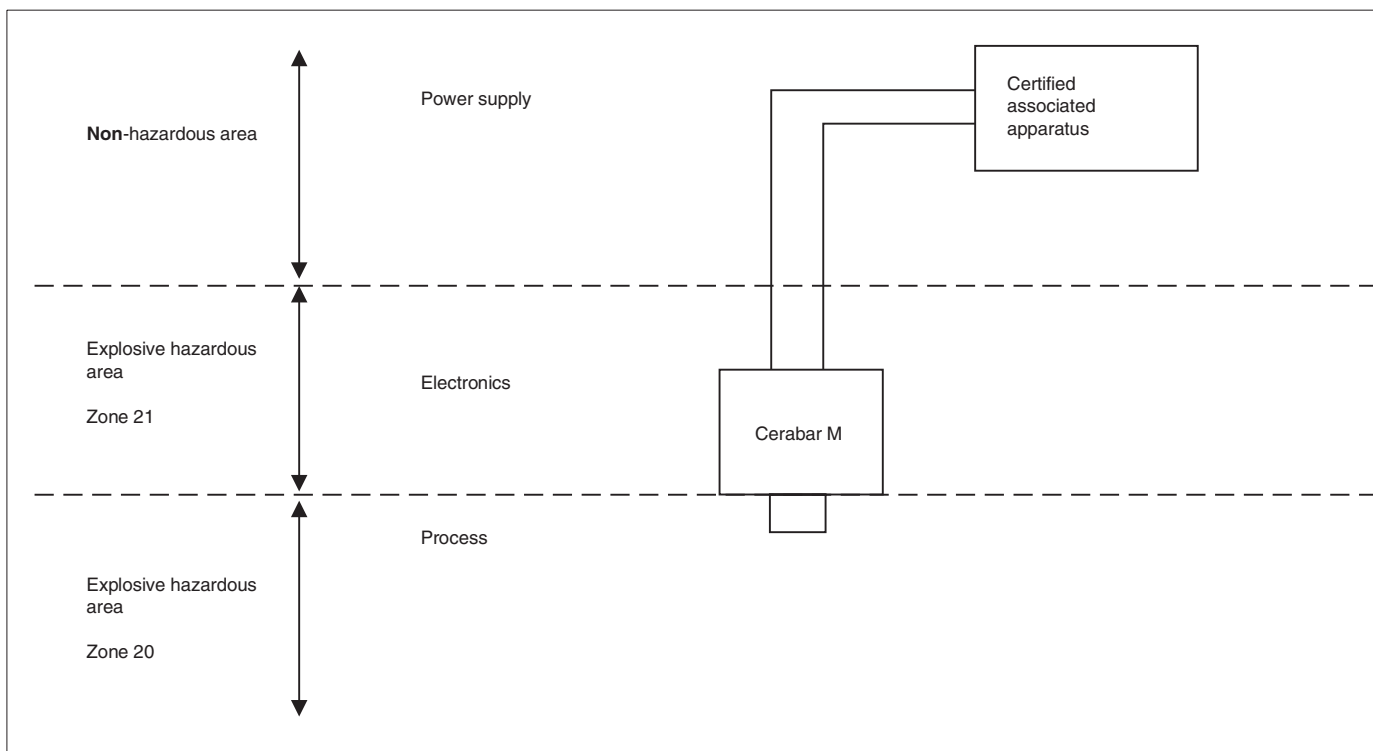 Non-hazardous area
Power supply
Certified
associated
apparatus
Explosive hazardous
area
Zone 21
Electronics
Cerabar M
Explosive hazardous
area
Zone 20
Process